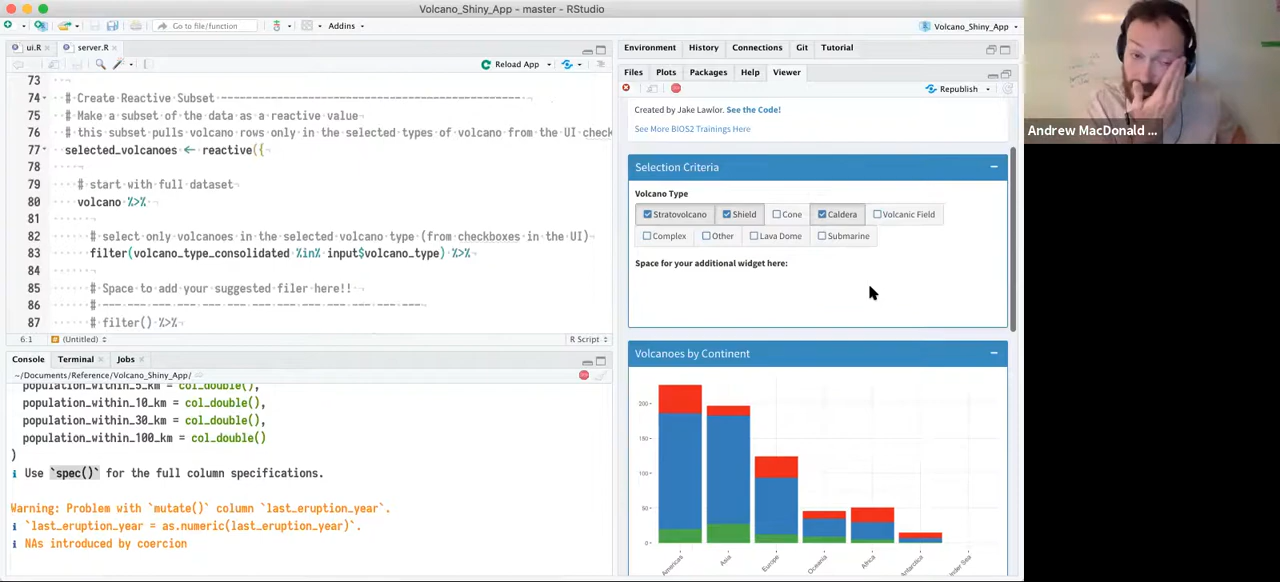 Volcano_Shiny_App - master - RStudio
Go to file/function
Addins
Volcano_Shiny_App
ui.R
server.R
Reload App
73
74 # Create Reactive Subset --------------------------------------------------
75 # Make a subset of the data as a reactive value
76 # this subset pulls volcano rows only in the selected types of volcano from the UI check
77 selected_volcanoes <- reactive({
78
79 # start with full dataset
80 volcano %>%
81
82 # select only volcanoes in the selected volcano type (from checkboxes in the UI)
83 filter(volcano_type_consolidated %in% input$volcano_type) %>%
84
85 # Space to add your suggested filer here!!
86 # --- --- --- --- --- --- --- --- --- --- --- ---
87 # filter() %>%
6:1
(Untitled)
R Script
Console
Terminal
Jobs
~/Documents/Reference/Volcano_Shiny_App/
population_within_5_km = col_double(),
population_within_10_km = col_double(),
population_within_30_km = col_double(),
population_within_100_km = col_double()
)
i Use `spec()` for the full column specifications.
Warning: Problem with `mutate()` column `last_eruption_year`.
i `last_eruption_year = as.numeric(last_eruption_year)`.
i NAs introduced by coercion
Environment
History
Connections
Git
Tutorial
Files
Plots
Packages
Help
Viewer
Republish
Created by Jake Lawlor. See the Code!
See More BIOS2 Trainings Here
Selection Criteria
Volcano Type
Stratovolcano
Shield
Cone
Caldera
Volcanic Field
Complex
Other
Lava Dome
Submarine
Space for your additional widget here:
Volcanoes by Continent
200
150
100
50
0
Americas
Asia
Europe
Oceania
Africa
Antarctica
Under Sea
Andrew MacDonald ...